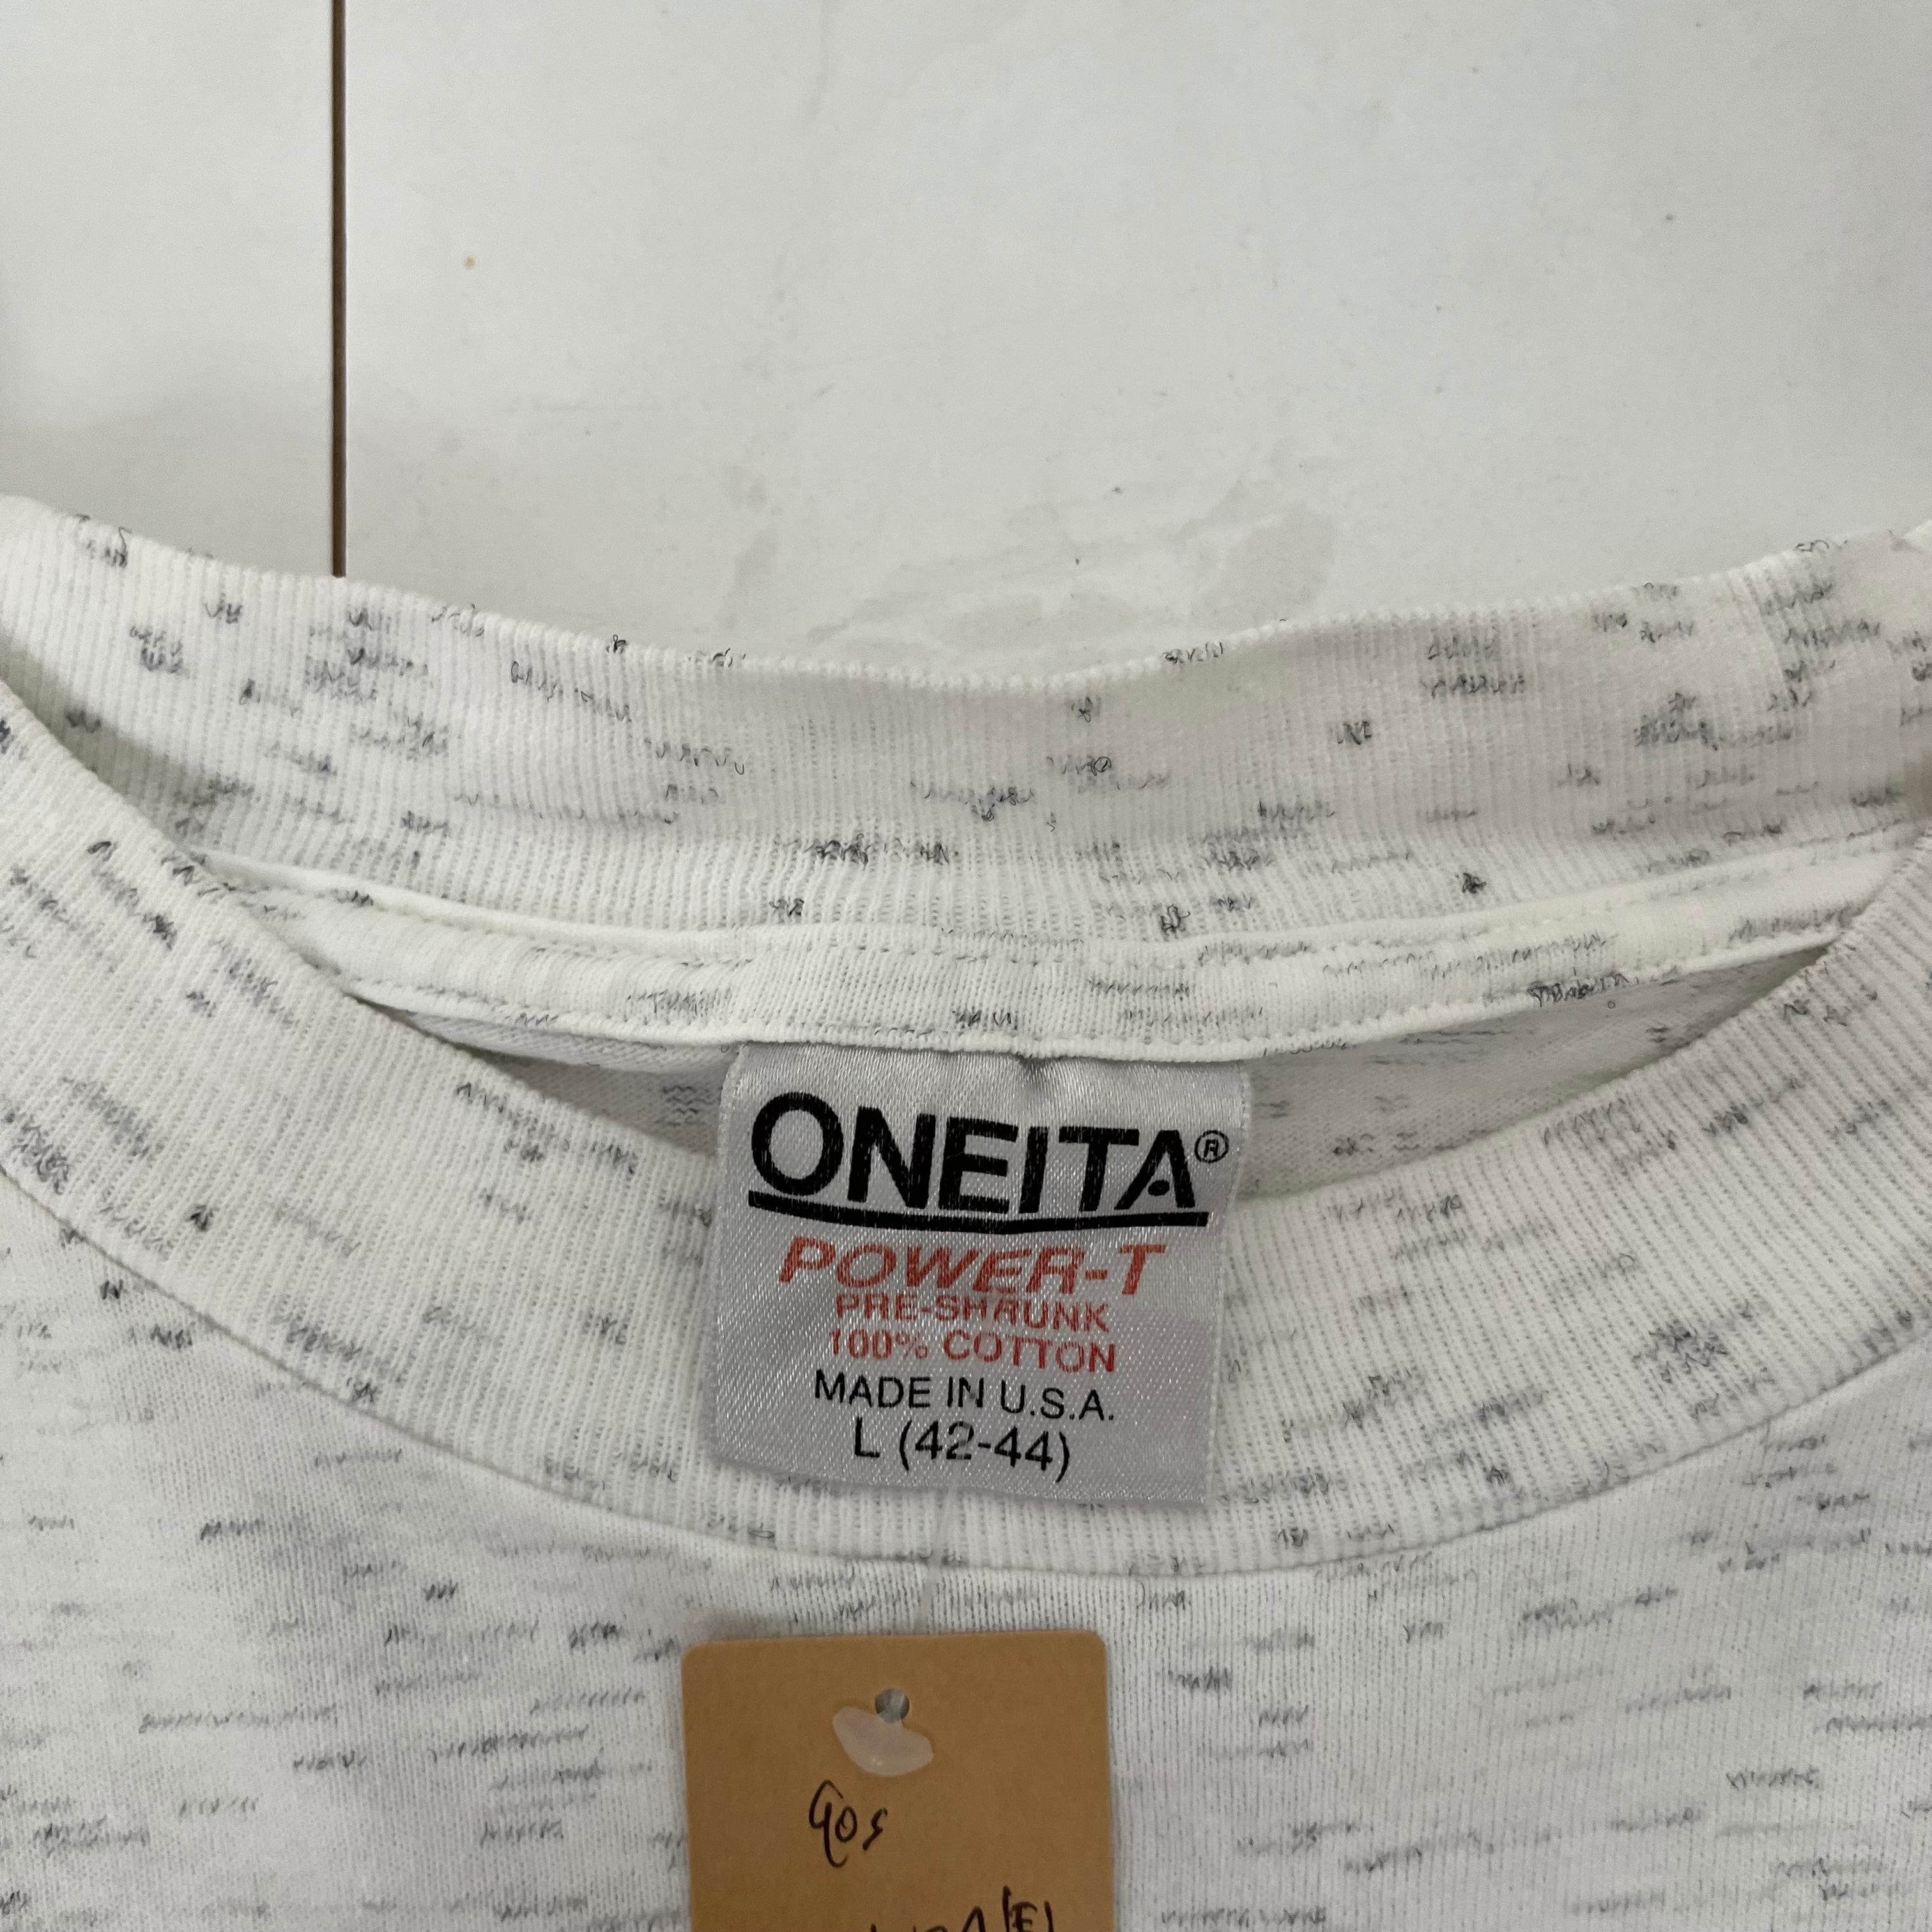 ONEITA®
POWER-T
PRE-SHRUNK
100% COTTON
MADE IN U.S.A.
L (42-44)
90s